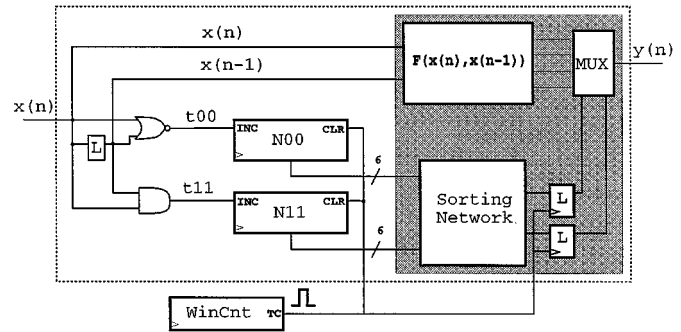 x(n)
x(n-1)
F(x(n),x(n-1))
MUX
y(n)
x(n)
t00
INC
CLR
N00
L
6
t11
INC
CLR
N11
6
Sorting
Network
L
L
WinCnt
TC